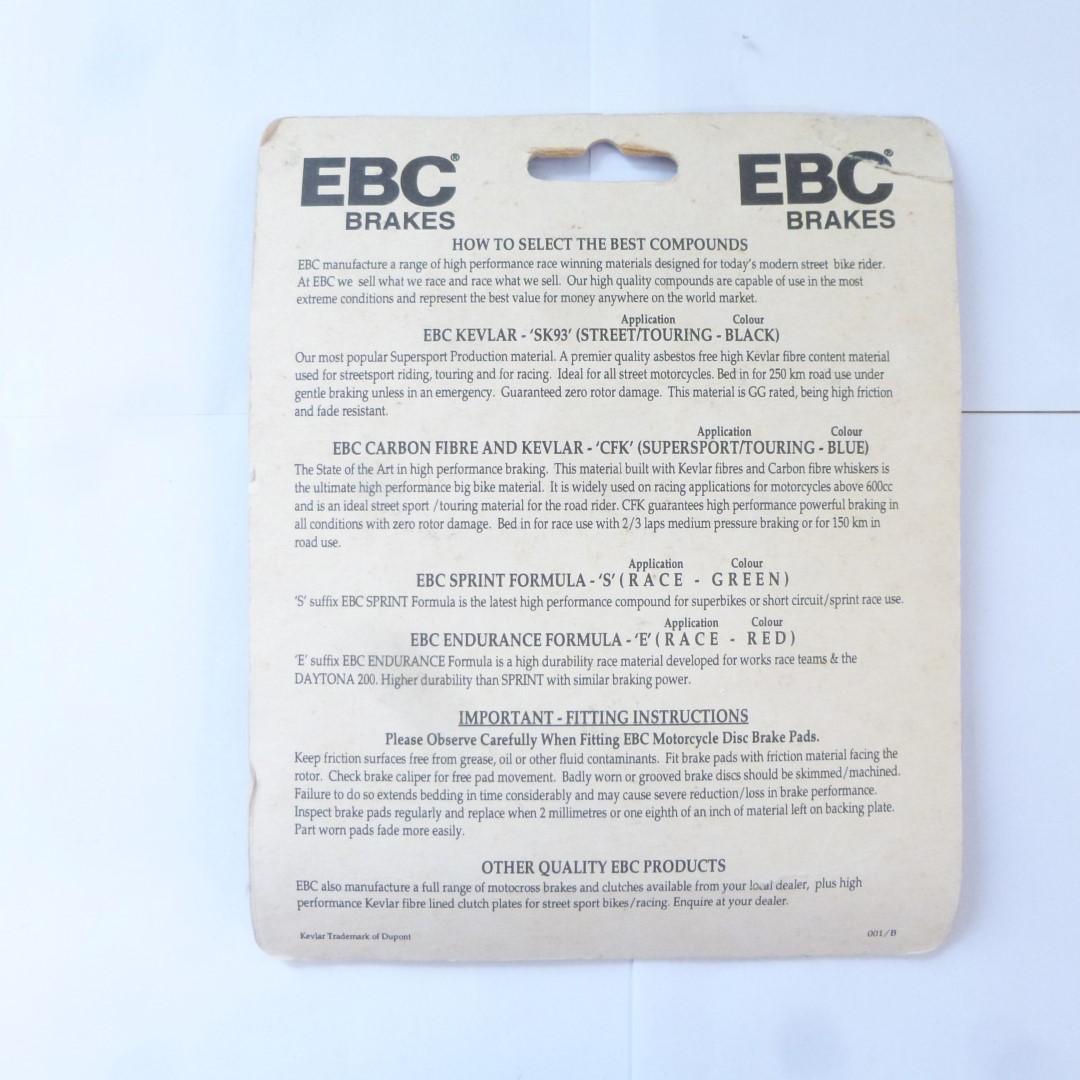 EBC® EBC®
BRAKES BRAKES
HOW TO SELECT THE BEST COMPOUNDS
EBC manufacture a range of high performance race winning materials designed for today's modern street bike rider.
At EBC we sell what we race and race what we sell. Our high quality compounds are capable of use in the most
extreme conditions and represent the best value for money anywhere on the world market.
Application Colour
EBC KEVLAR - 'SK93' (STREET/TOURING - BLACK)
Our most popular Supersport Production material. A premier quality asbestos free high Kevlar fibre content material
used for streetsport riding, touring and for racing. Ideal for all street motorcycles. Bed in for 250 km road use under
gentle braking unless in an emergency. Guaranteed zero rotor damage. This material is GG rated, being high friction
and fade resistant.
Application Colour
EBC CARBON FIBRE AND KEVLAR - 'CFK' (SUPERSPORT/TOURING - BLUE)
The State of the Art in high performance braking. This material built with Kevlar fibres and Carbon fibre whiskers is
the ultimate high performance big bike material. It is widely used on racing applications for motorcycles above 600cc
and is an ideal street sport /touring material for the road rider. CFK guarantees high performance powerful braking in
all conditions with zero rotor damage. Bed in for race use with 2/3 laps medium pressure braking or for 150 km in
road use.
Application Colour
EBC SPRINT FORMULA - 'S' (RACE - GREEN)
'S' suffix EBC SPRINT Formula is the latest high performance compound for superbikes or short circuit/sprint race use.
Application Colour
EBC ENDURANCE FORMULA - 'E' (RACE - RED)
'E' suffix EBC ENDURANCE Formula is a high durability race material developed for works race teams & the
DAYTONA 200. Higher durability than SPRINT with similar braking power.
IMPORTANT - FITTING INSTRUCTIONS
Please Observe Carefully When Fitting EBC Motorcycle Disc Brake Pads.
Keep friction surfaces free from grease, oil or other fluid contaminants. Fit brake pads with friction material facing the
rotor. Check brake caliper for free pad movement. Badly worn or grooved brake discs should be skimmed/machined.
Failure to do so extends bedding in time considerably and may cause severe reduction/loss in brake performance.
Inspect brake pads regularly and replace when 2 millimetres or one eighth of an inch of material left on backing plate.
Part worn pads fade more easily.
OTHER QUALITY EBC PRODUCTS
EBC also manufacture a full range of motocross brakes and clutches available from your local dealer, plus high
performance Kevlar fibre lined clutch plates for street sport bikes/racing. Enquire at your dealer.
Kevlar Trademark of Dupont 001/B